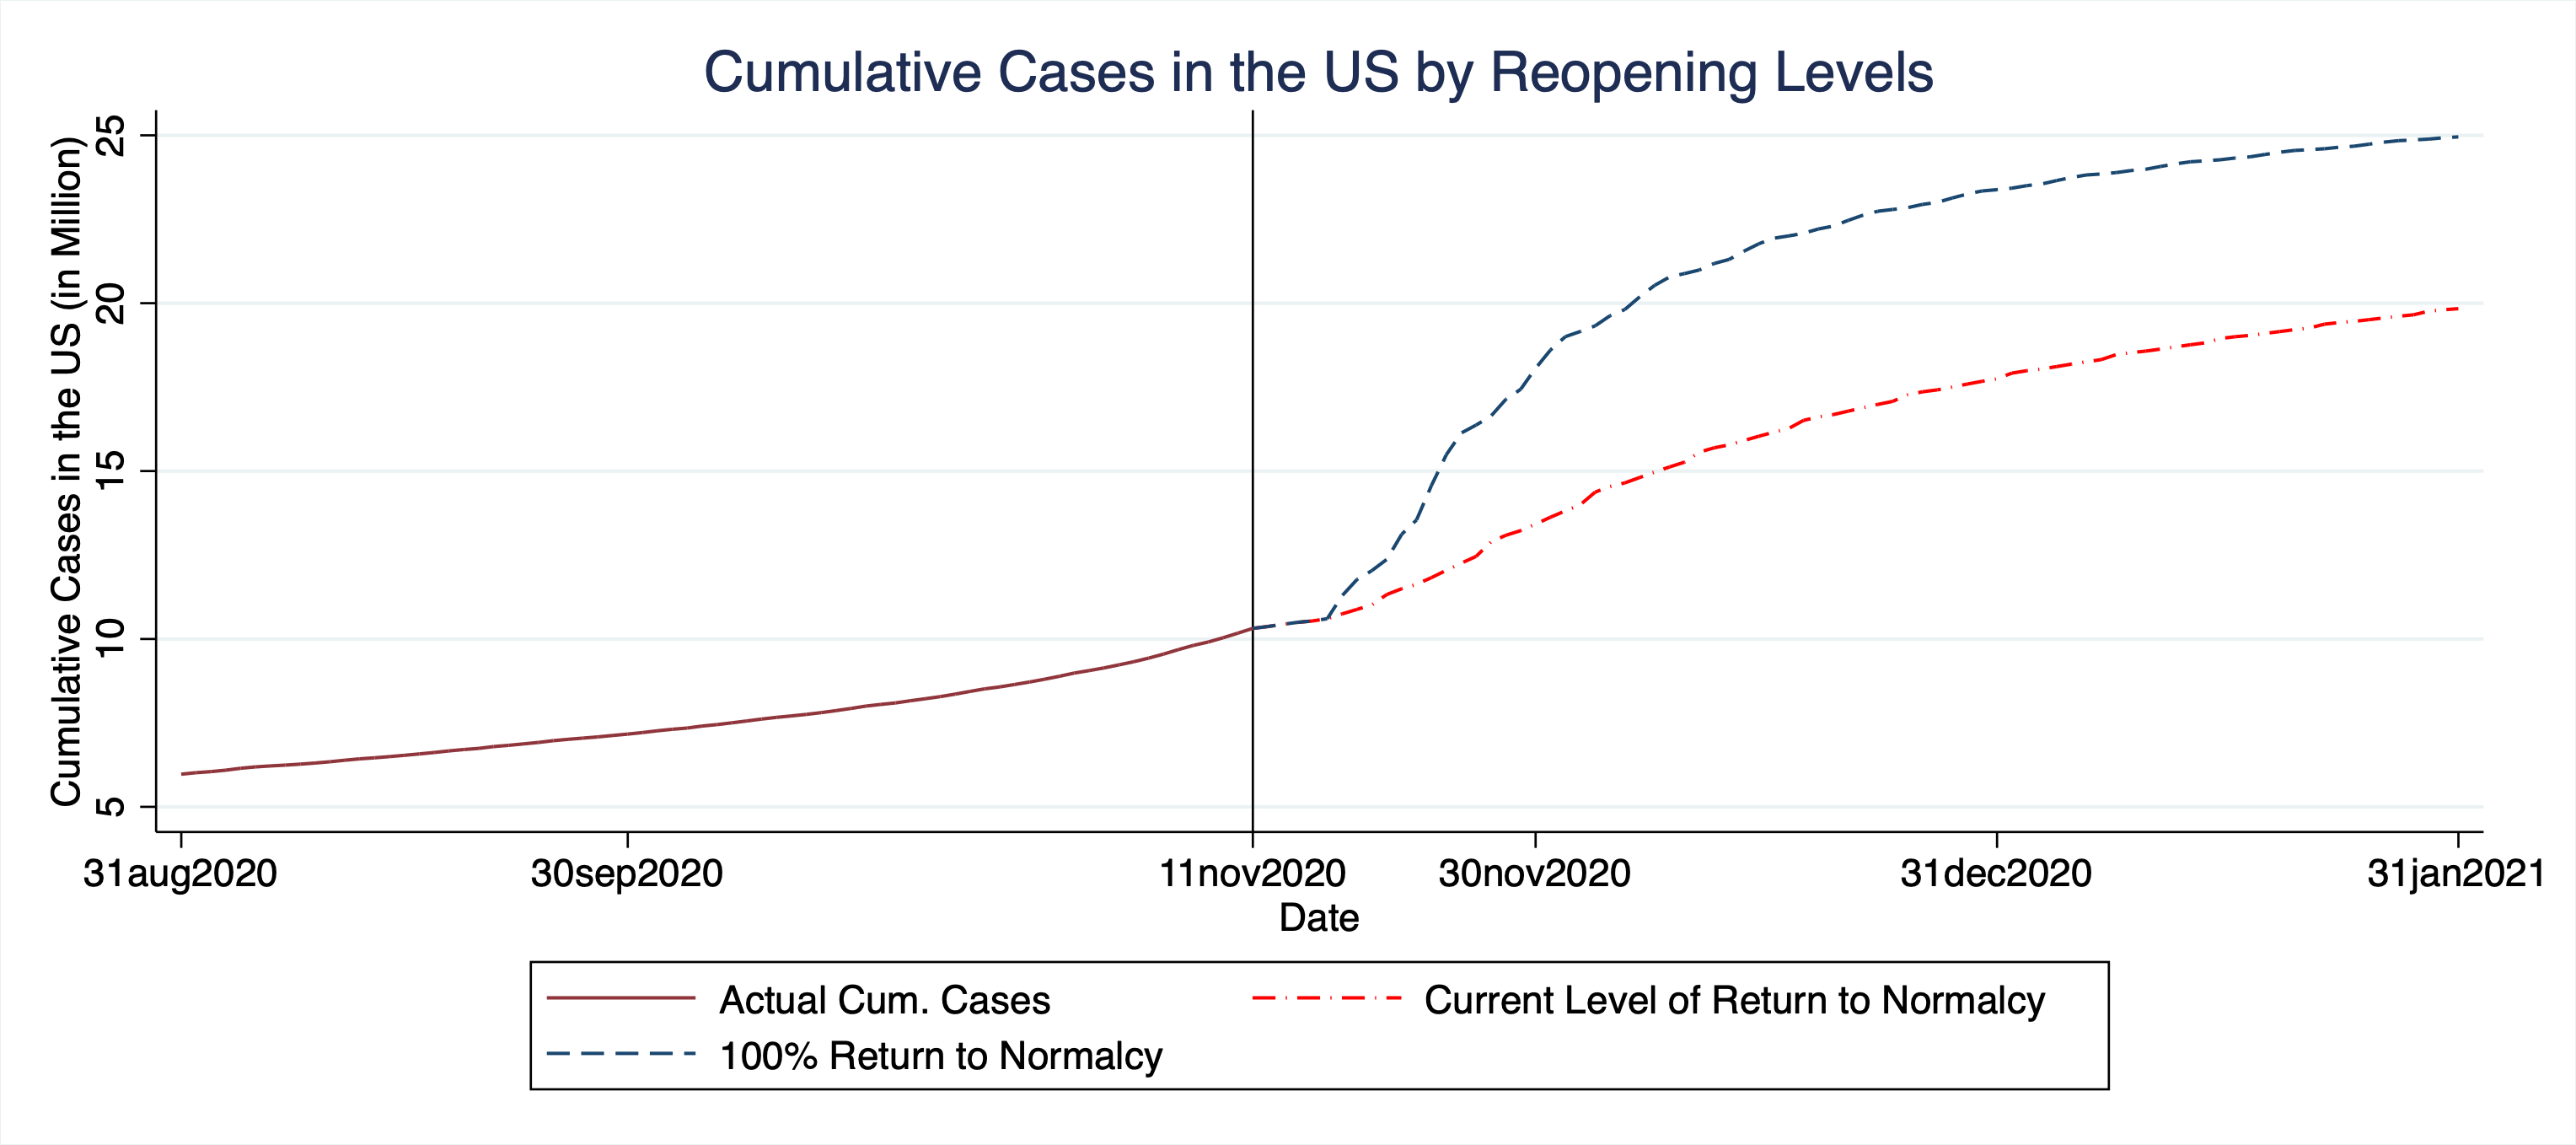 Cumulative Cases in the US by Reopening Levels
Cumulative Cases in the US (in Million)
25
20
15
10
5
31aug2020 30sep2020 11nov2020 30nov2020 31dec2020 31jan2021
Date
Actual Cum. Cases Current Level of Return to Normalcy
100% Return to Normalcy